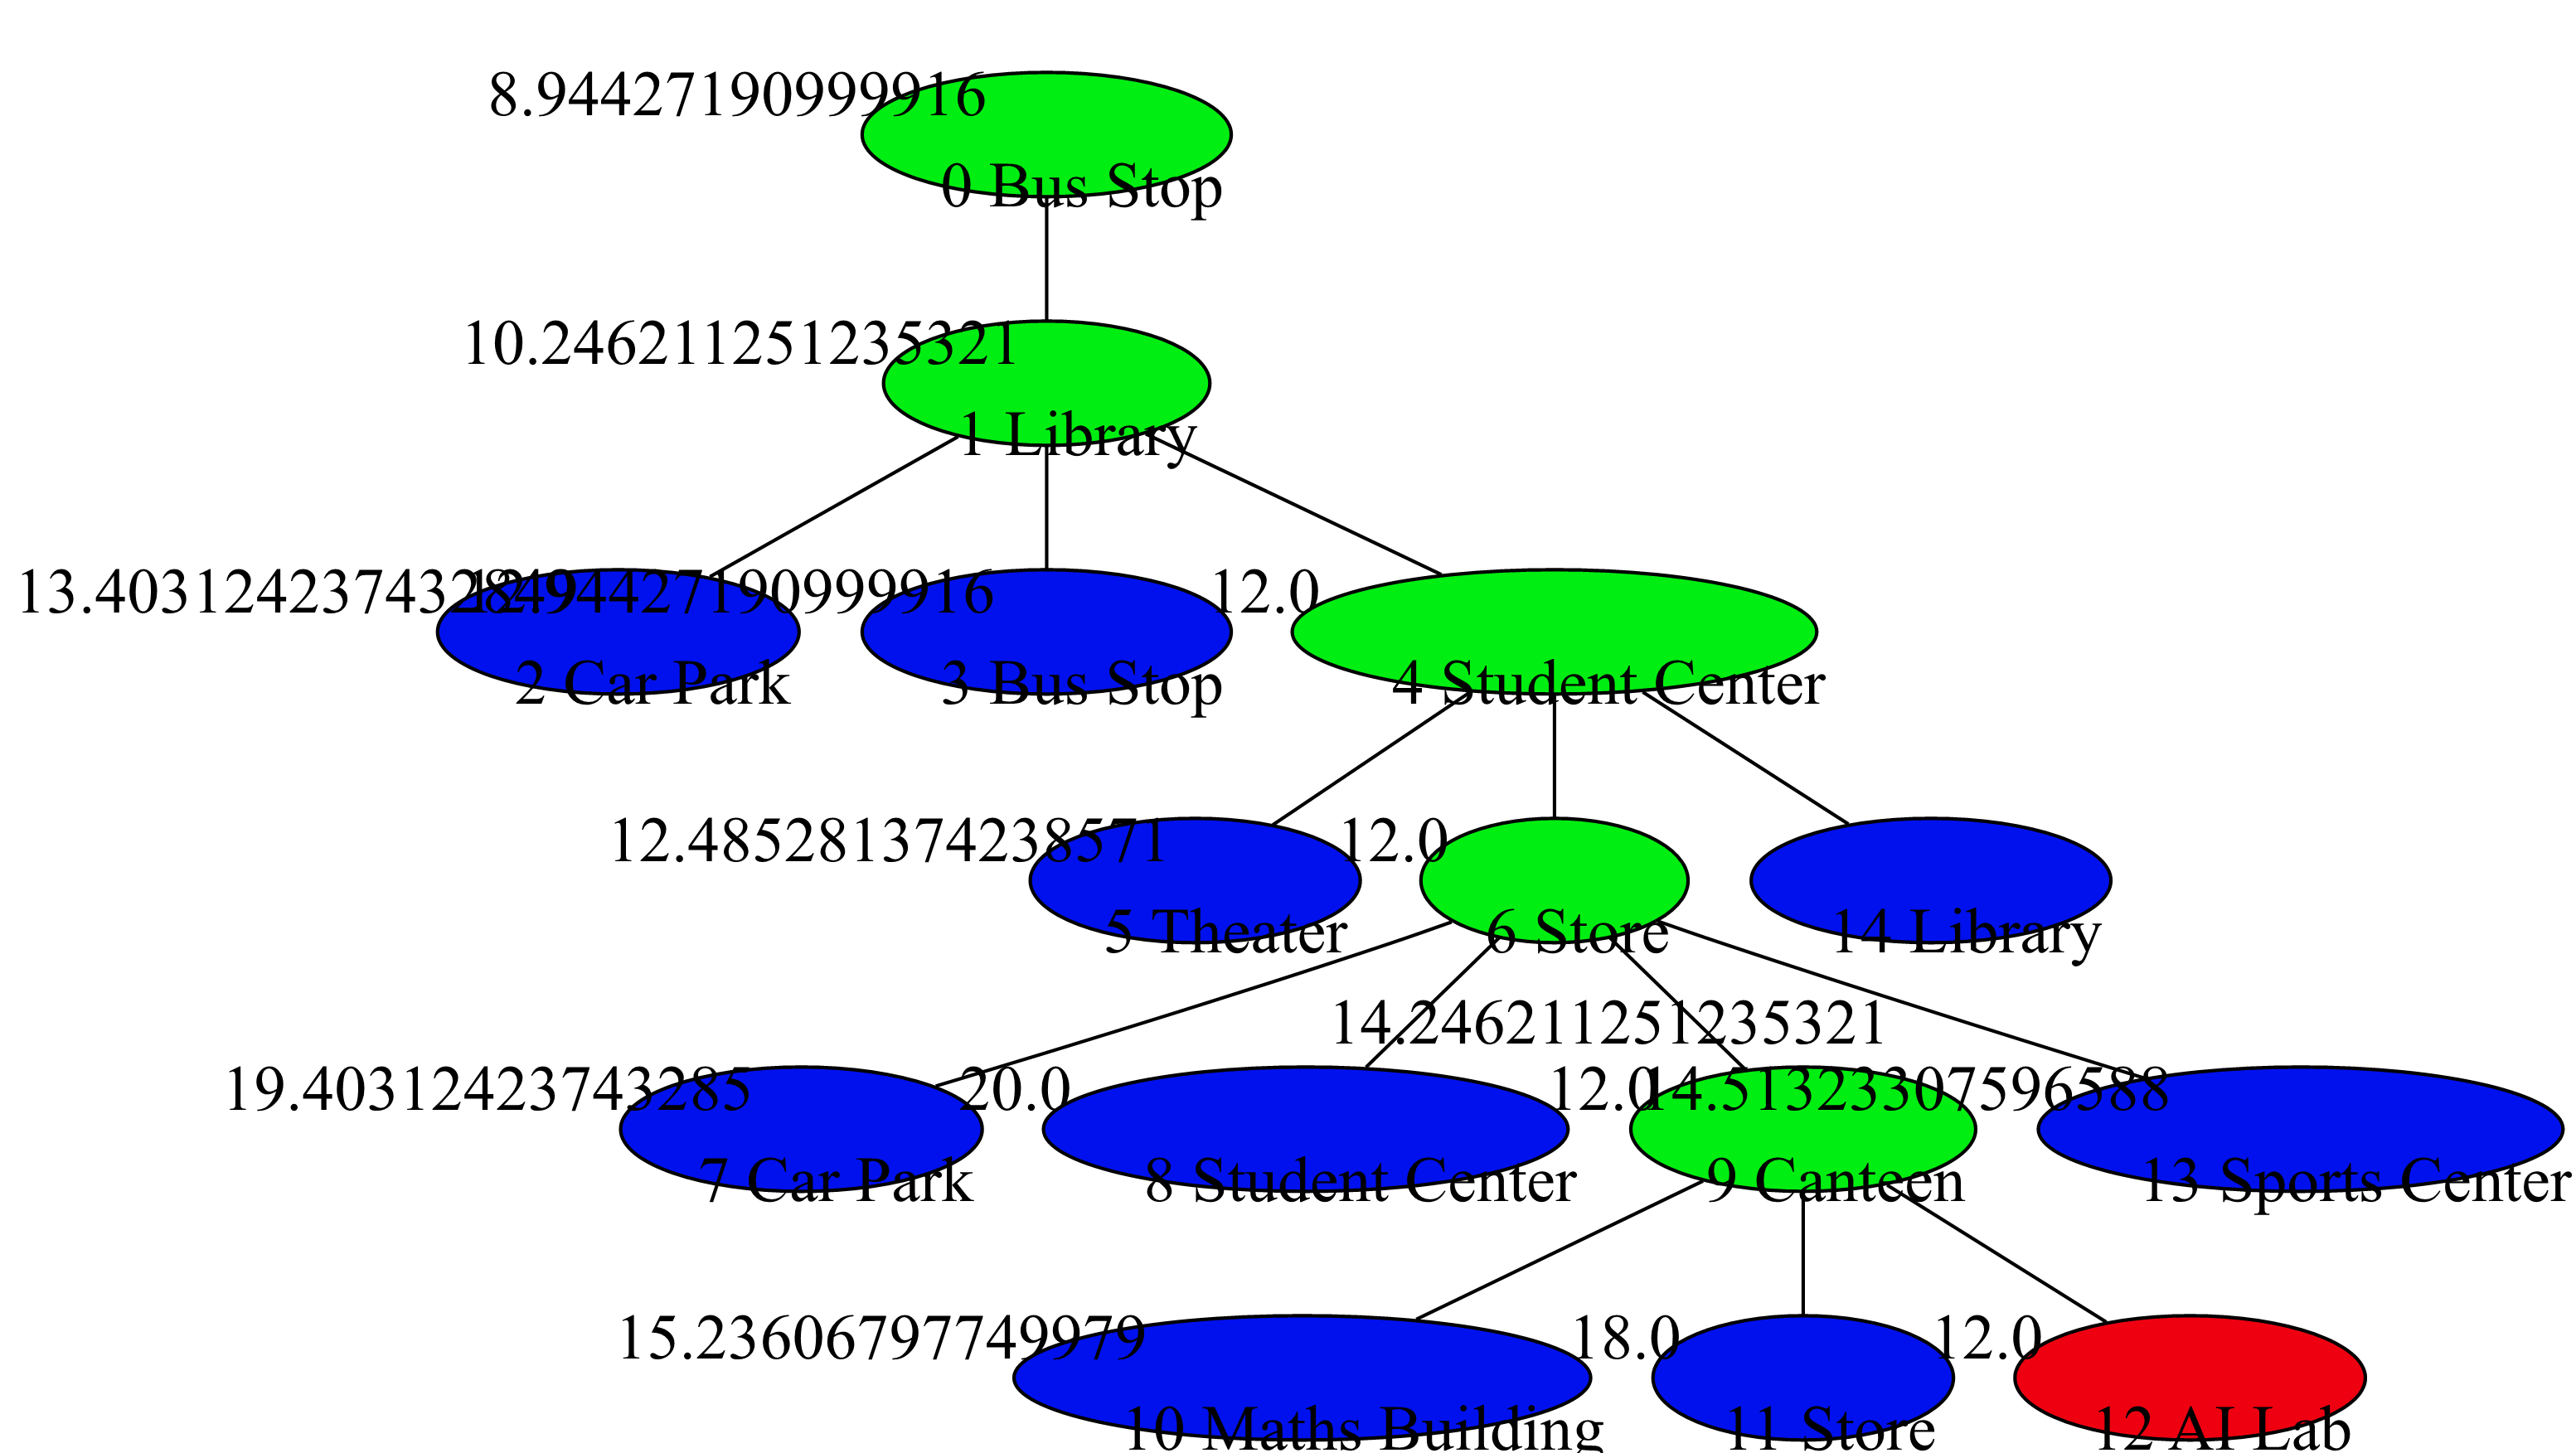 8.94427190999916
0 Bus Stop
10.246211251235321
1 Library
13.403124237432849
12.94427190999916
12.0
2 Car Park
3 Bus Stop
4 Student Center
12.485281374238571
12.0
5 Theater
6 Store
14 Library
14.246211251235321
19.40312423743285
20.0
12.0
14.51323307596588
7 Car Park
8 Student Center
9 Canteen
13 Sports Center
15.23606797749979
18.0
12.0
10 Maths Building
11 Store
12 AI Lab